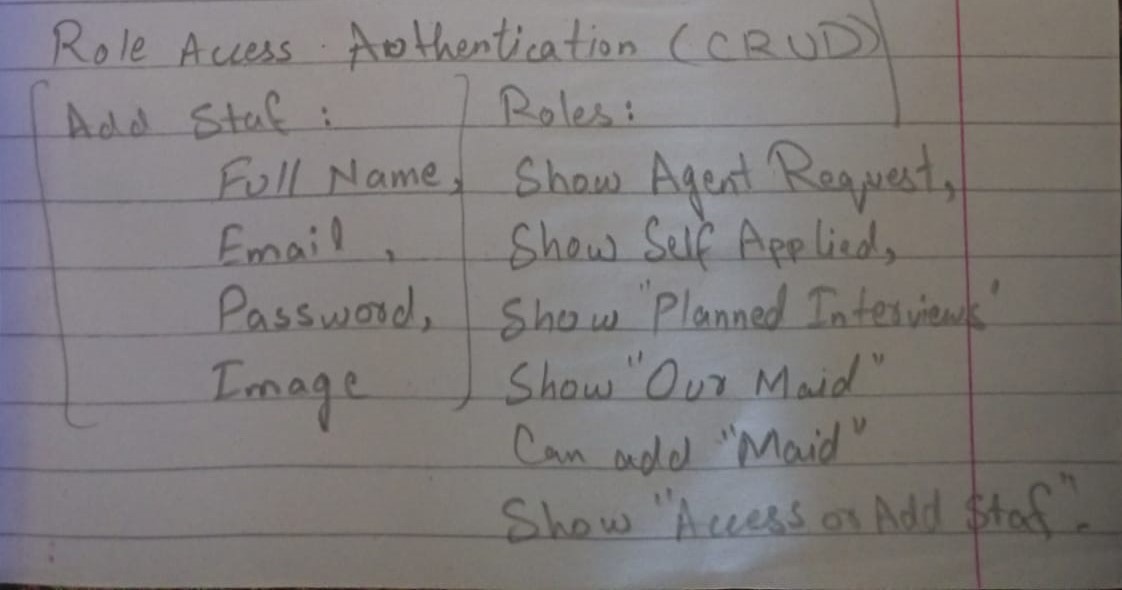 Role Access Authentication (CRUD)
Add Staf :
Full Name,
Email,
Password,
Image
Roles:
Show Agent Request,
Show Self Applied,
Show "Planned Interviews'
Show "Our Maid"
Can add "Maid"
Show "Access or Add Staf".